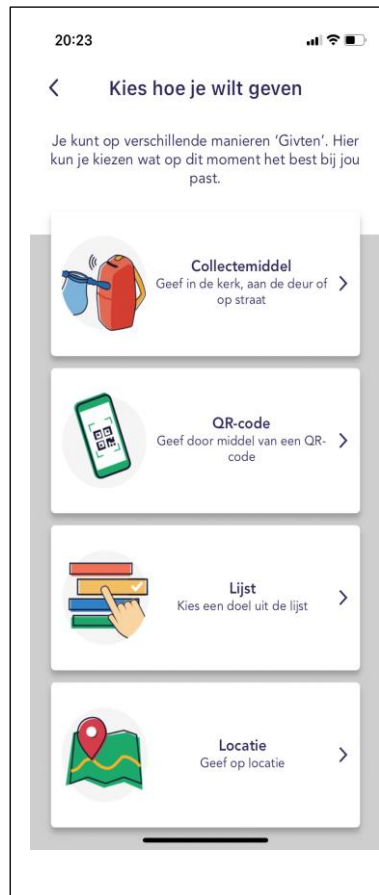 20:23
Kies hoe je wilt geven
Je kunt op verschillende manieren ‘Givten’. Hier
kun je kiezen wat op dit moment het best bij jou
past.
Collectemiddel
Geef in de kerk, aan de deur of
op straat
QR-code
Geef door middel van een QR-
code
Lijst
Kies een doel uit de lijst
Locatie
Geef op locatie